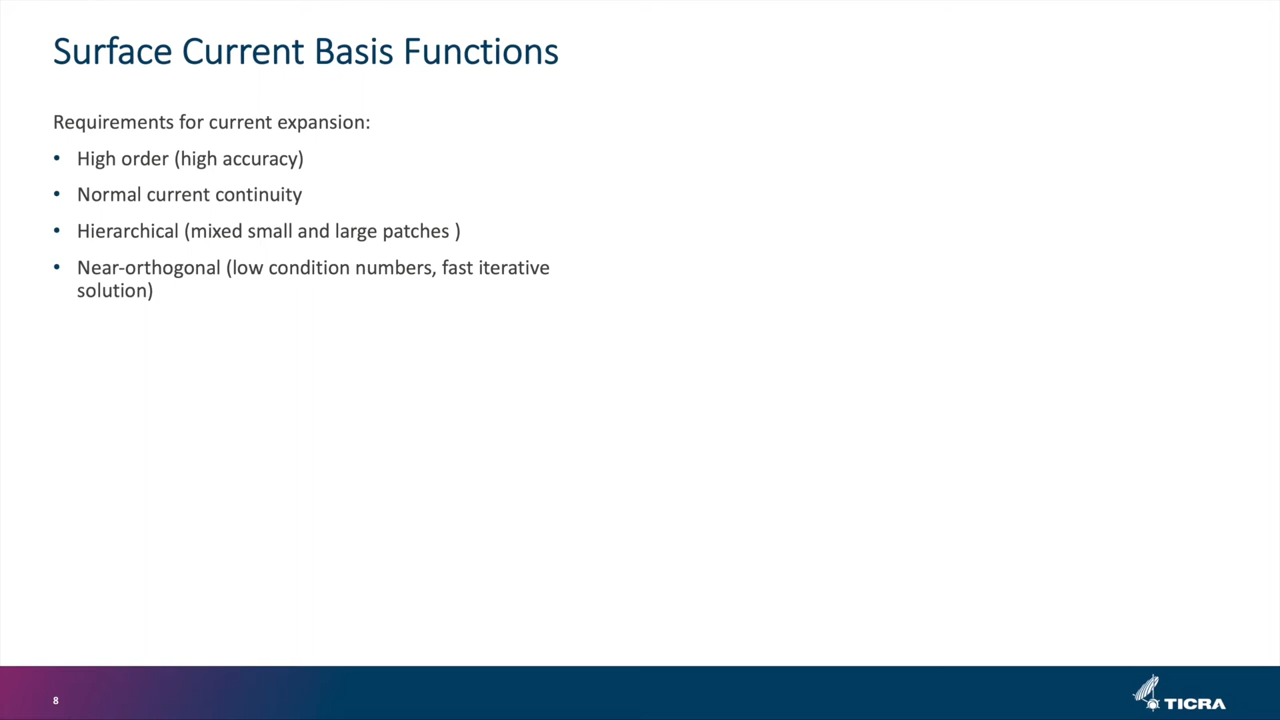 Surface Current Basis Functions
Requirements for current expansion:
• High order (high accuracy)
• Normal current continuity
• Hierarchical (mixed small and large patches )
• Near-orthogonal (low condition numbers, fast iterative
solution)
8
TICRA